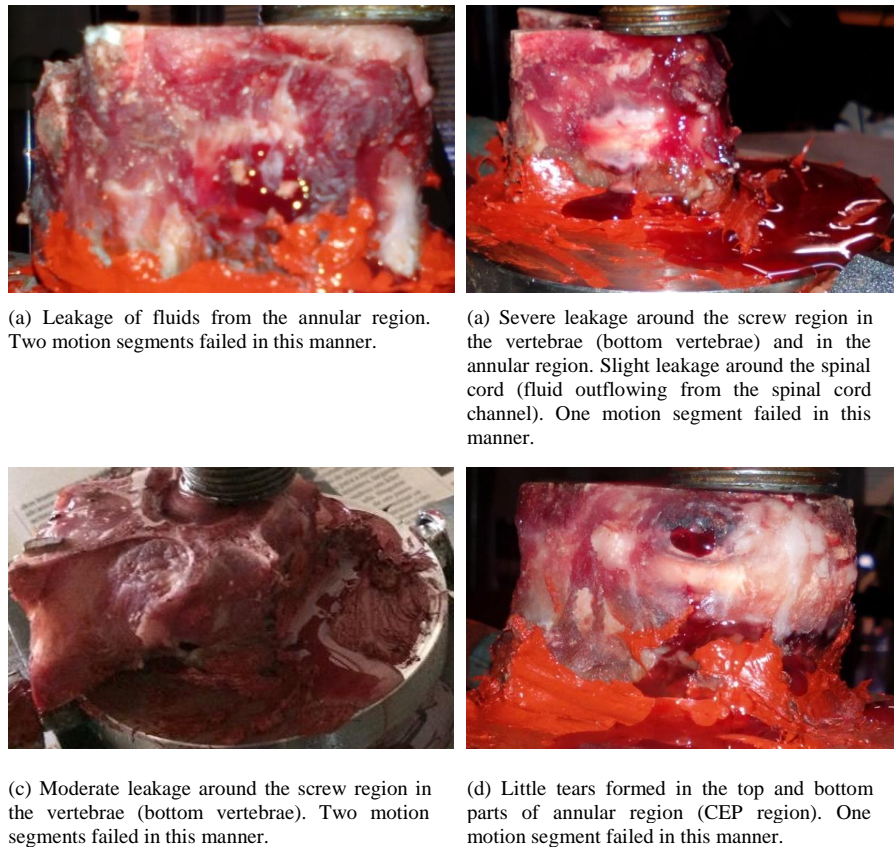 (a) Leakage of fluids from the annular region.
Two motion segments failed in this manner.
(a) Severe leakage around the screw region in
the vertebrae (bottom vertebrae) and in the
annular region. Slight leakage around the spinal
cord (fluid outflowing from the spinal cord
channel). One motion segment failed in this
manner.
(c) Moderate leakage around the screw region in
the vertebrae (bottom vertebrae). Two motion
segments failed in this manner.
(d) Little tears formed in the top and bottom
parts of annular region (CEP region). One
motion segment failed in this manner.